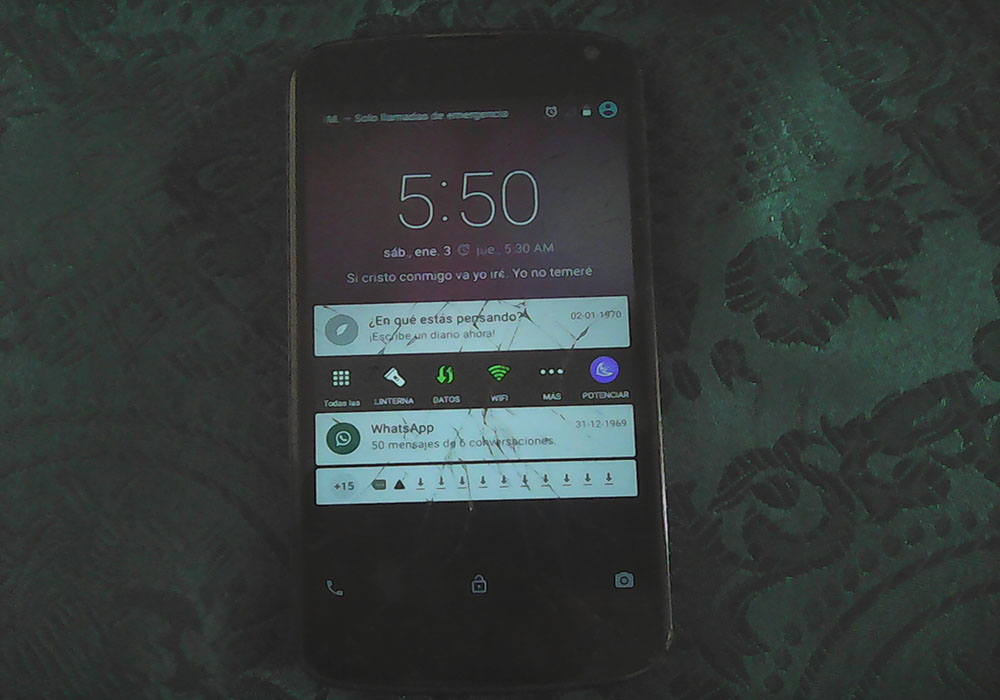 M. — Solo llamadas de emergencia
5:50
sáb., ene. 3 jue., 5:30 AM
Si cristo conmigo va yo iré. Yo no temeré
¿En qué estás pensando? 02-01-1970
¡Escribe un diario ahora!
Todas las LINTERNA DATOS WIFI MÁS POTENCIAR
WhatsApp 31-12-1969
50 mensajes de 6 conversaciones.
+15